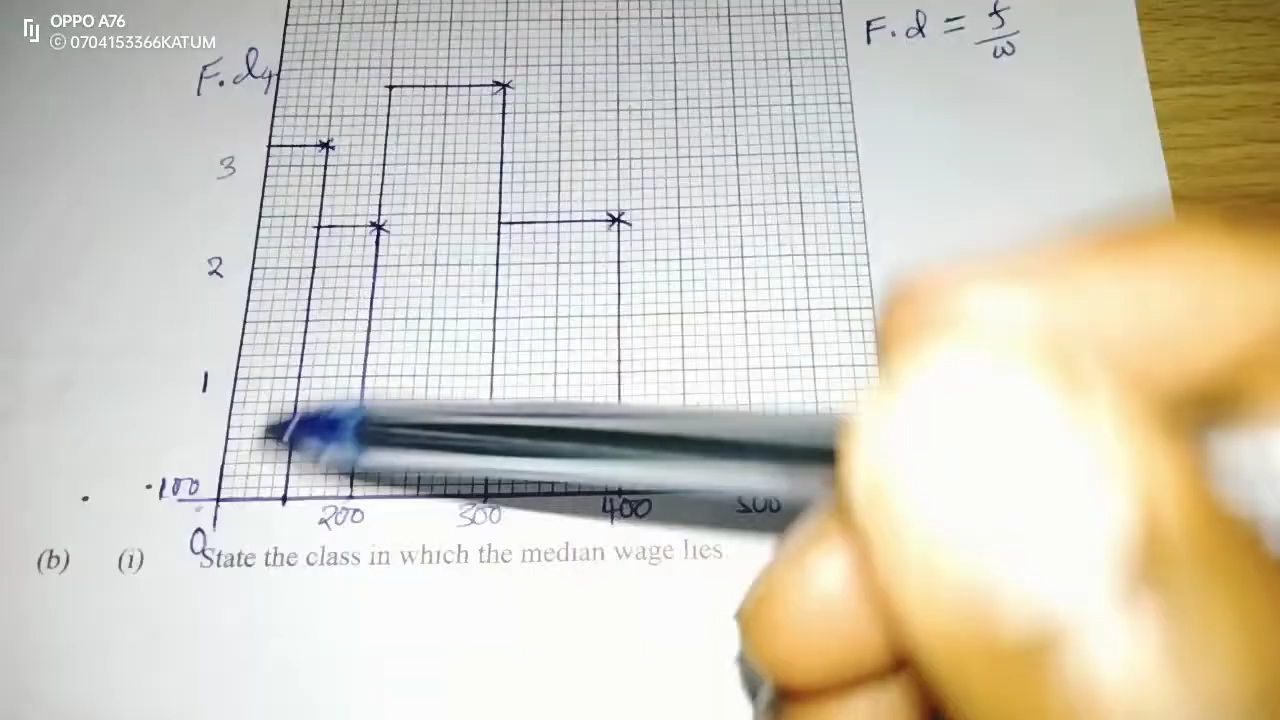 OPPO A76
© 0704153366KATUM
F.d = f/w
F.d 4
3
2
1
100
200 300 400 500
0
(b) (i) State the class in which the median wage lies